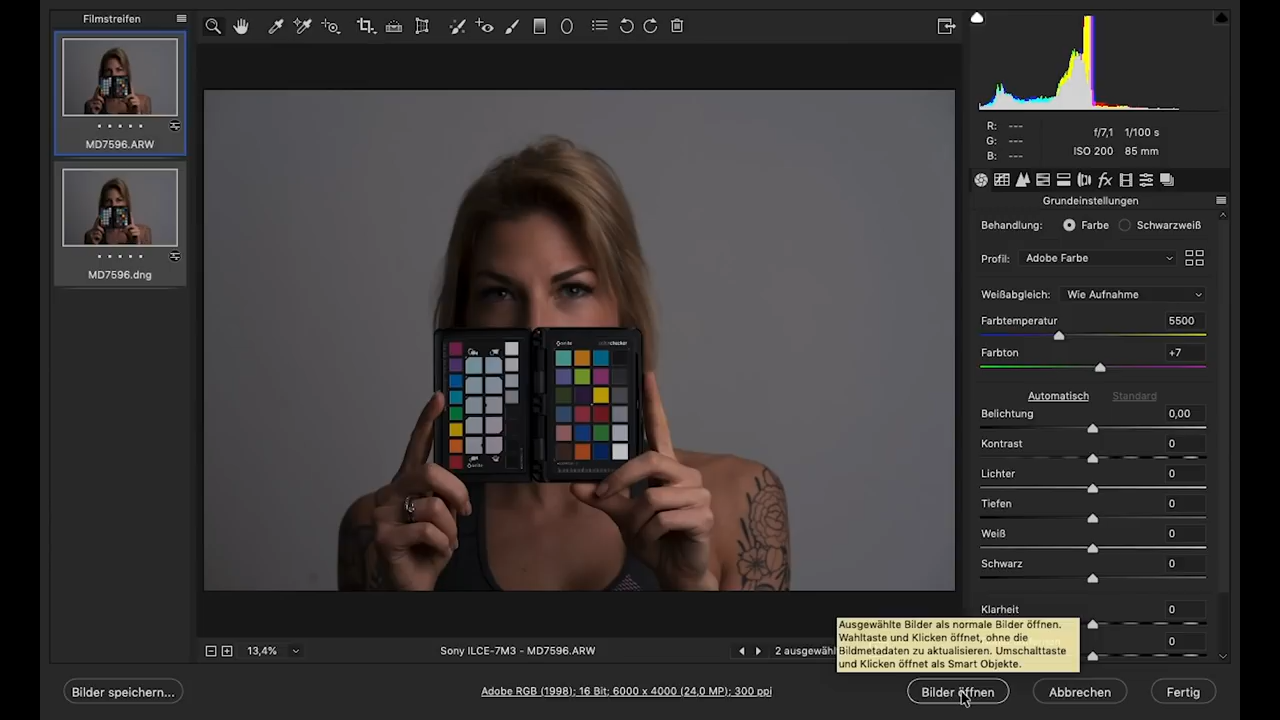 Filmstreifen
MD7596.ARW
MD7596.dng
R: ---
G: ---
B: ---
f/7,1 1/100 s
ISO 200 85 mm
Grundeinstellungen
Behandlung: Farbe Schwarzweiß
Profil: Adobe Farbe
Weißabgleich: Wie Aufnahme
Farbtemperatur 5500
Farbton +7
Automatisch Standard
Belichtung 0,00
Kontrast 0
Lichter 0
Tiefen 0
Weiß 0
Schwarz 0
Klarheit 0
0
Ausgewählte Bilder als normale Bilder öffnen.
Wahltaste und Klicken öffnet, ohne die
Bildmetadaten zu aktualisieren. Umschalttaste
und Klicken öffnet als Smart Objekte.
13,4%
Sony ILCE-7M3 - MD7596.ARW
2 ausgewähl
Bilder speichern...
Adobe RGB (1998); 16 Bit; 6000 x 4000 (24.0 MP); 300 ppi
Bilder öffnen
Abbrechen
Fertig